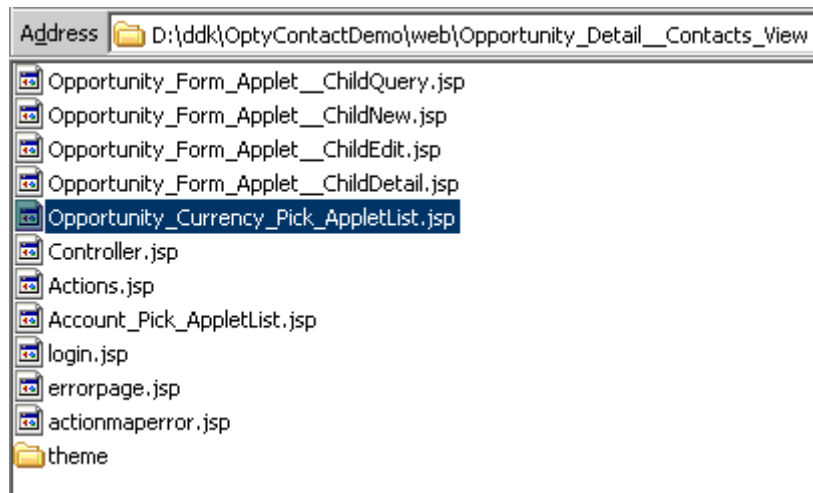 Address D:\ddk\OptyContactDemo\web\Opportunity_Detail__Contacts_View
Opportunity_Form_Applet__ChildQuery.jsp
Opportunity_Form_Applet__ChildNew.jsp
Opportunity_Form_Applet__ChildEdit.jsp
Opportunity_Form_Applet__ChildDetail.jsp
Opportunity_Currency_Pick_AppletList.jsp
Controller.jsp
Actions.jsp
Account_Pick_AppletList.jsp
login.jsp
errorpage.jsp
actionmaperror.jsp
theme